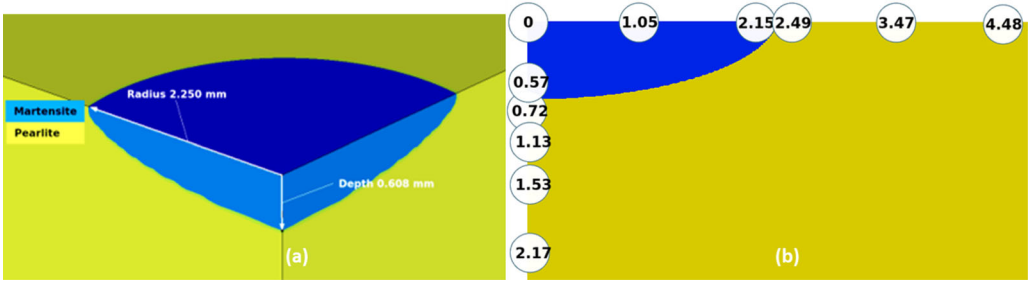 Radius 2.250 mm
Martensite
Pearlite
Depth 0.608 mm
(a)
0 1.05 2.15 2.49 3.47 4.48
0.57
0.72
1.13
1.53
2.17
(b)